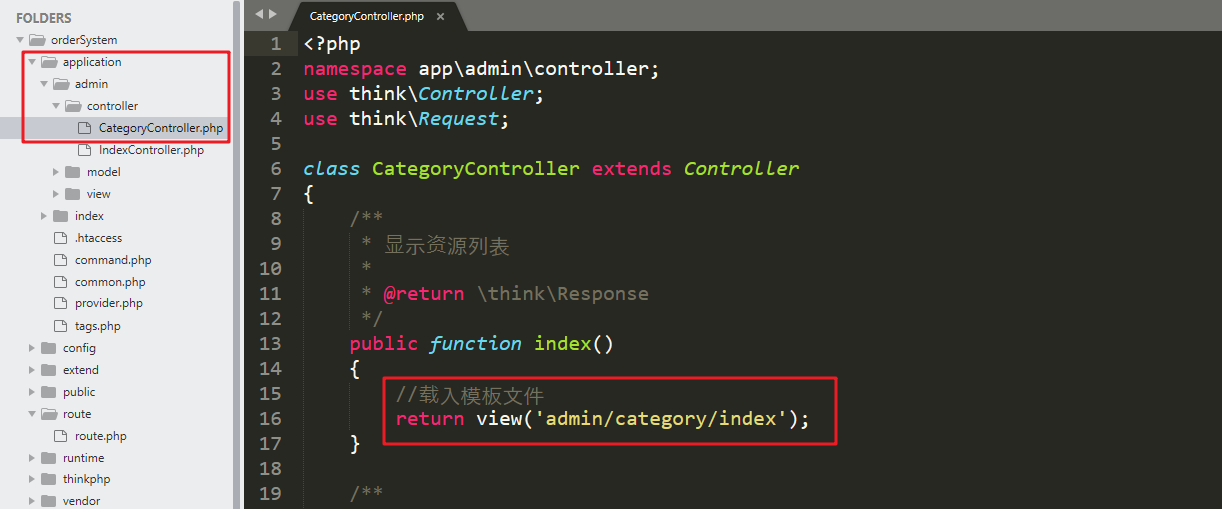 FOLDERS
orderSystem
application
admin
controller
CategoryController.php
IndexController.php
model
view
index
.htaccess
command.php
common.php
provider.php
tags.php
config
extend
public
route
route.php
runtime
thinkphp
vendor
CategoryController.php ×
1 <?php
2 namespace app\admin\controller;
3 use think\Controller;
4 use think\Request;
5
6 class CategoryController extends Controller
7 {
8 /**
9 * 显示资源列表
10 *
11 * @return \think\Response
12 */
13 public function index()
14 {
15 //载入模板文件
16 return view('admin/category/index');
17 }
18
19 /**